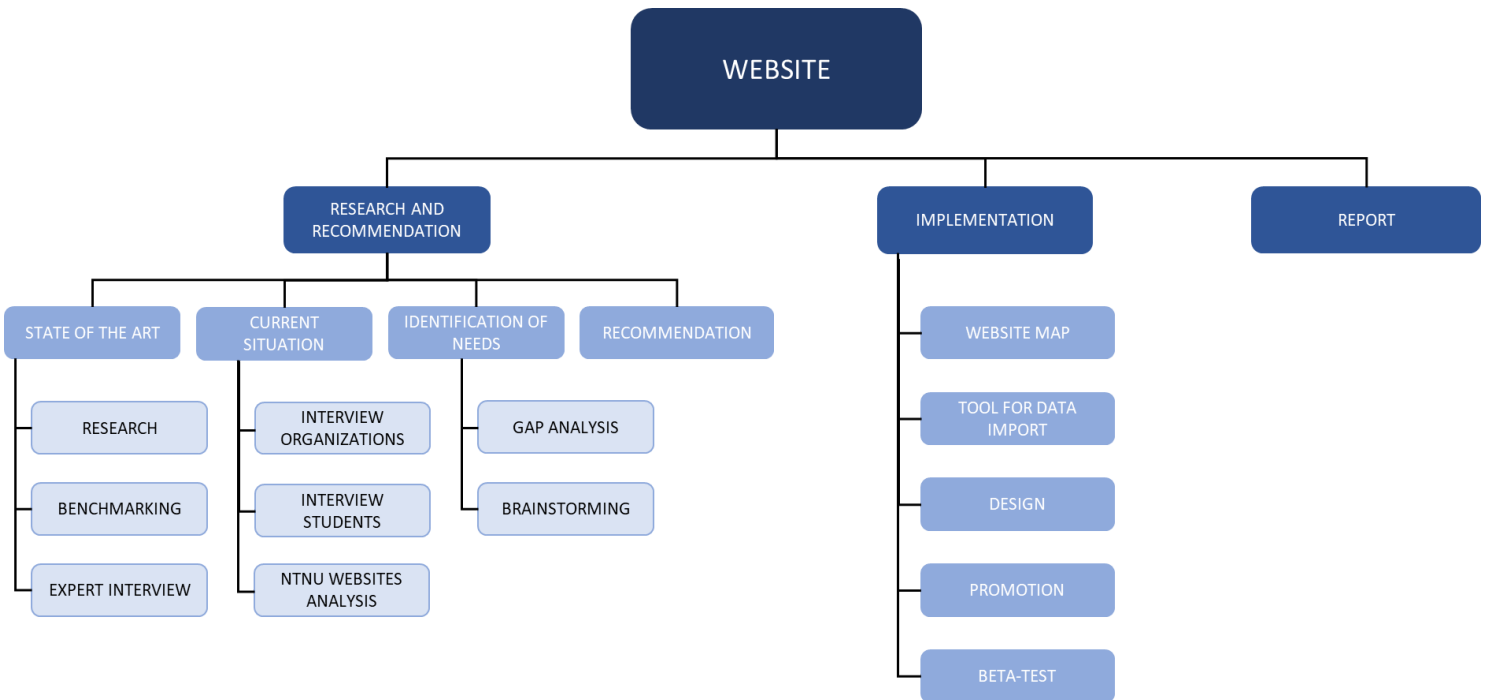 WEBSITE
RESEARCH AND
RECOMMENDATION
IMPLEMENTATION
REPORT
STATE OF THE ART
CURRENT
SITUATION
IDENTIFICATION OF
NEEDS
RECOMMENDATION
RESEARCH
BENCHMARKING
EXPERT INTERVIEW
INTERVIEW
ORGANIZATIONS
INTERVIEW
STUDENTS
NTNU WEBSITES
ANALYSIS
GAP ANALYSIS
BRAINSTORMING
WEBSITE MAP
TOOL FOR DATA
IMPORT
DESIGN
PROMOTION
BETA-TEST